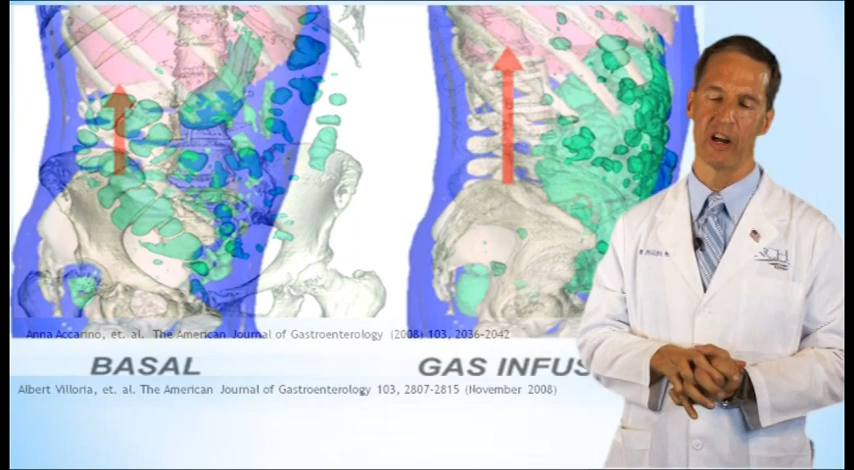 Anna Accarino, et. al. The American Journal of Gastroenterology (2008) 103, 2036-2042
BASAL
GAS INFUS
Albert Villoria, et. al. The American Journal of Gastroenterology 103, 2807-2815 (November 2008)